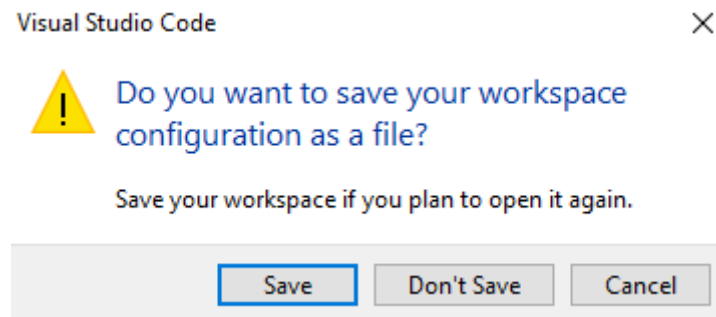 Visual Studio Code
Do you want to save your workspace
configuration as a file?
Save your workspace if you plan to open it again.
Save
Don't Save
Cancel